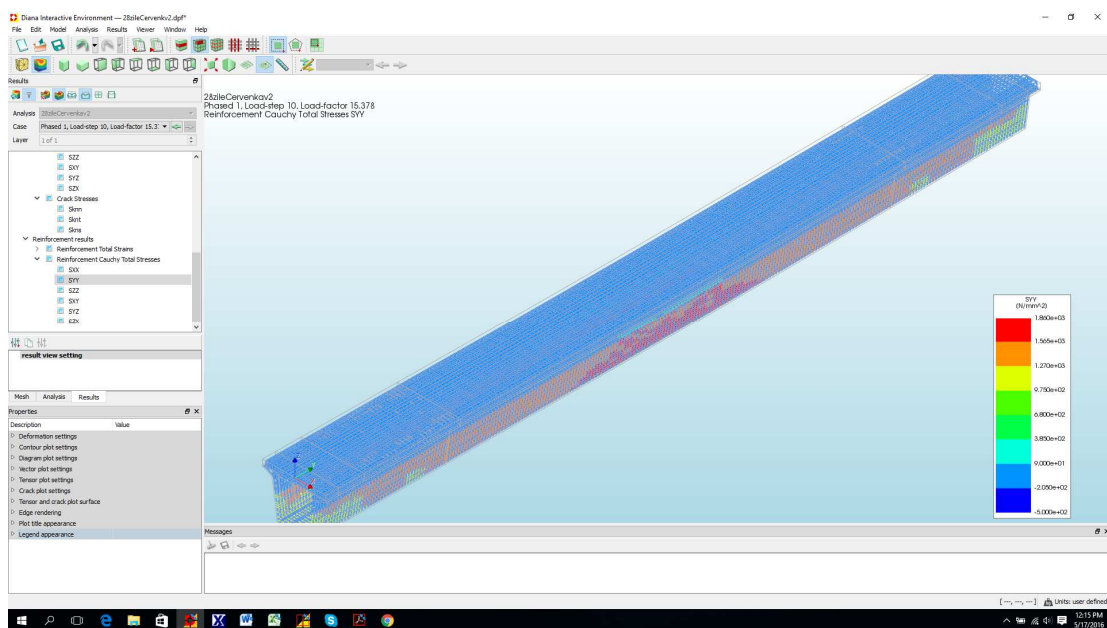 Diana Interactive Environment — 28zileCervenkv2.dpf*
File Edit Model Analysis Results Viewer Window Help
Results
Analysis 28zileCervenkav2
Case Phased 1, Load-step 10, Load-factor 15.3
Layer 1 of 1
SZZ
SXY
SYZ
SZX
Crack Stresses
Sknn
Sknt
Skns
Reinforcement results
Reinforcement Total Strains
Reinforcement Cauchy Total Stresses
SXX
SYY
SZZ
SXY
SYZ
SZX
result view setting
Mesh Analysis Results
Properties
Description Value
Deformation settings
Contour plot settings
Diagram plot settings
Vector plot settings
Tensor plot settings
Crack plot settings
Tensor and crack plot surface
Edge rendering
Plot title appearance
Legend appearance
28zileCervenkav2
Phased 1, Load-step 10, Load-factor 15.378
Reinforcement Cauchy Total Stresses SYY
SYY
(N/mm^2)
1.860e+03
1.565e+03
1.270e+03
9.750e+02
6.800e+02
3.850e+02
9.000e+01
-2.050e+02
-5.000e+02
Messages
[ ---, ---, --- ] Units: user defined
12:15 PM
5/17/2016